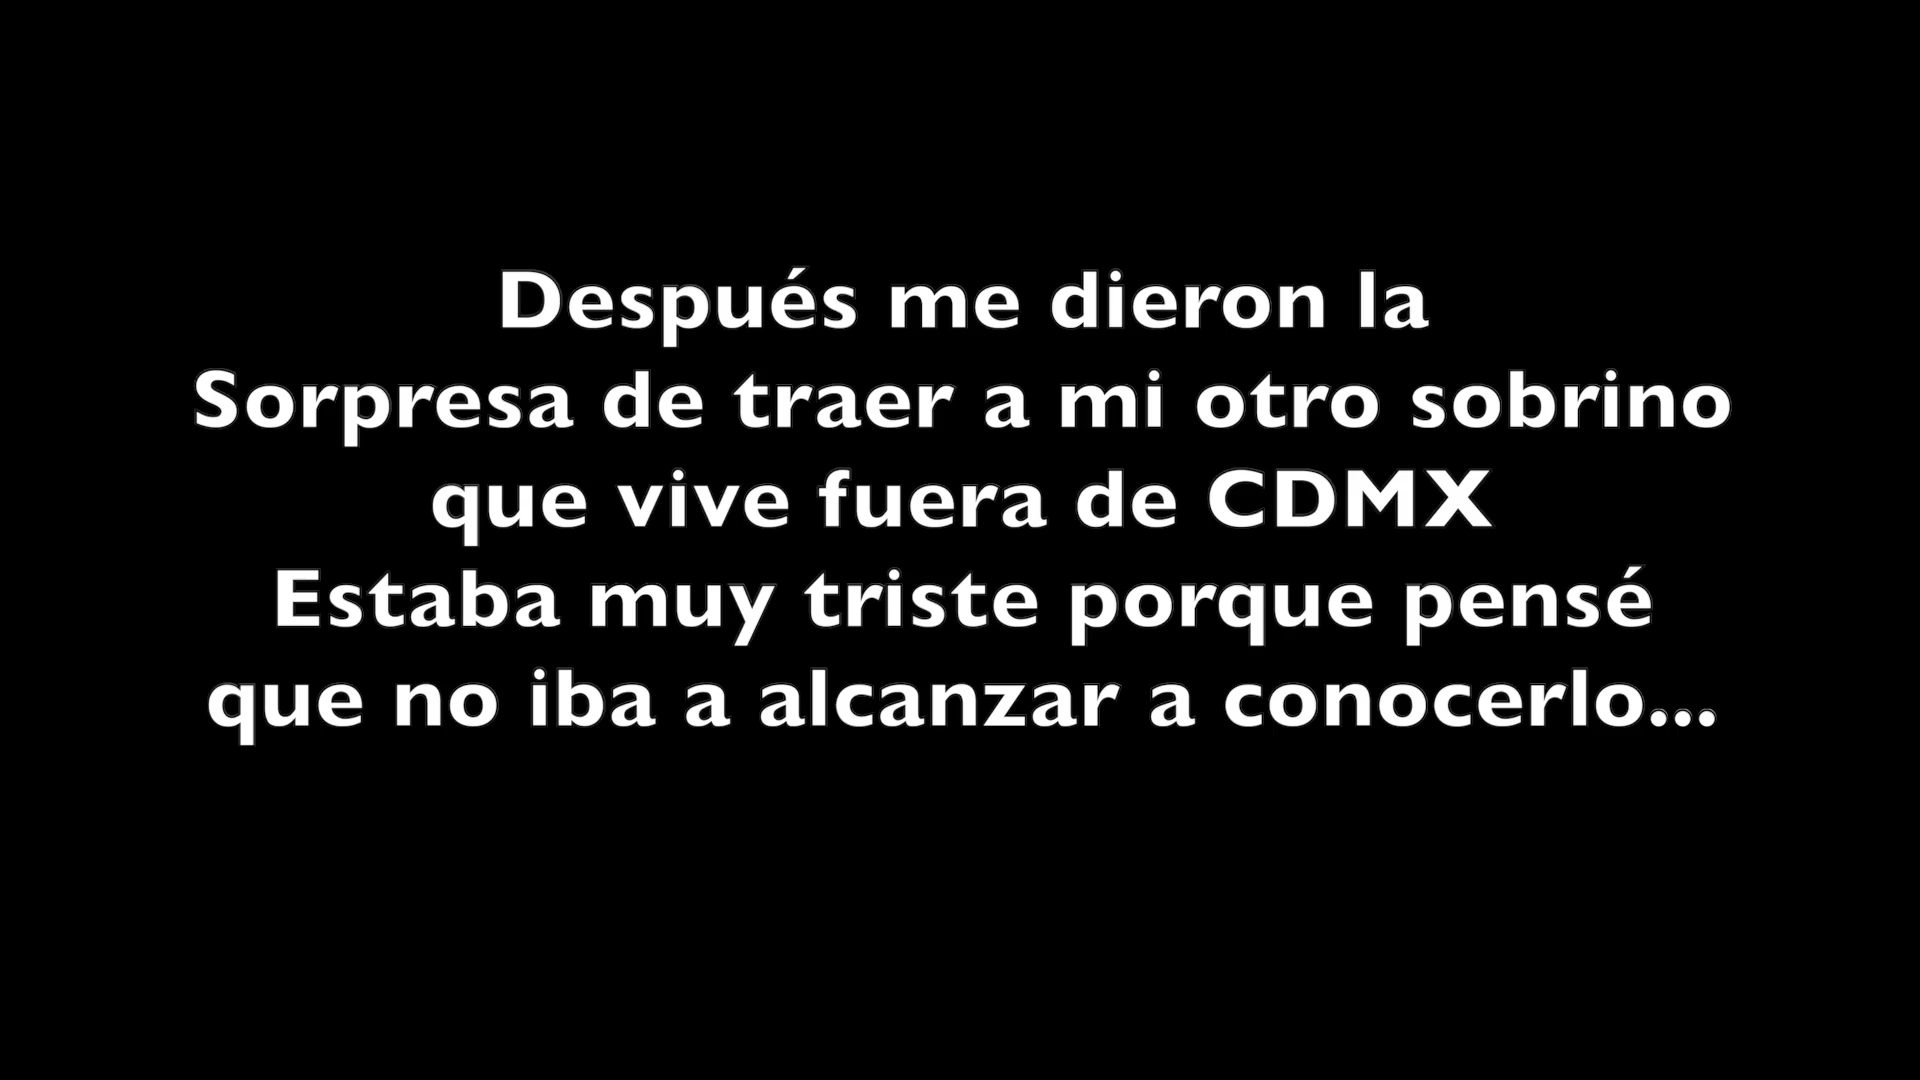 Después me dieron la
Sorpresa de traer a mi otro sobrino
que vive fuera de CDMX
Estaba muy triste porque pensé
que no iba a alcanzar a conocerlo...